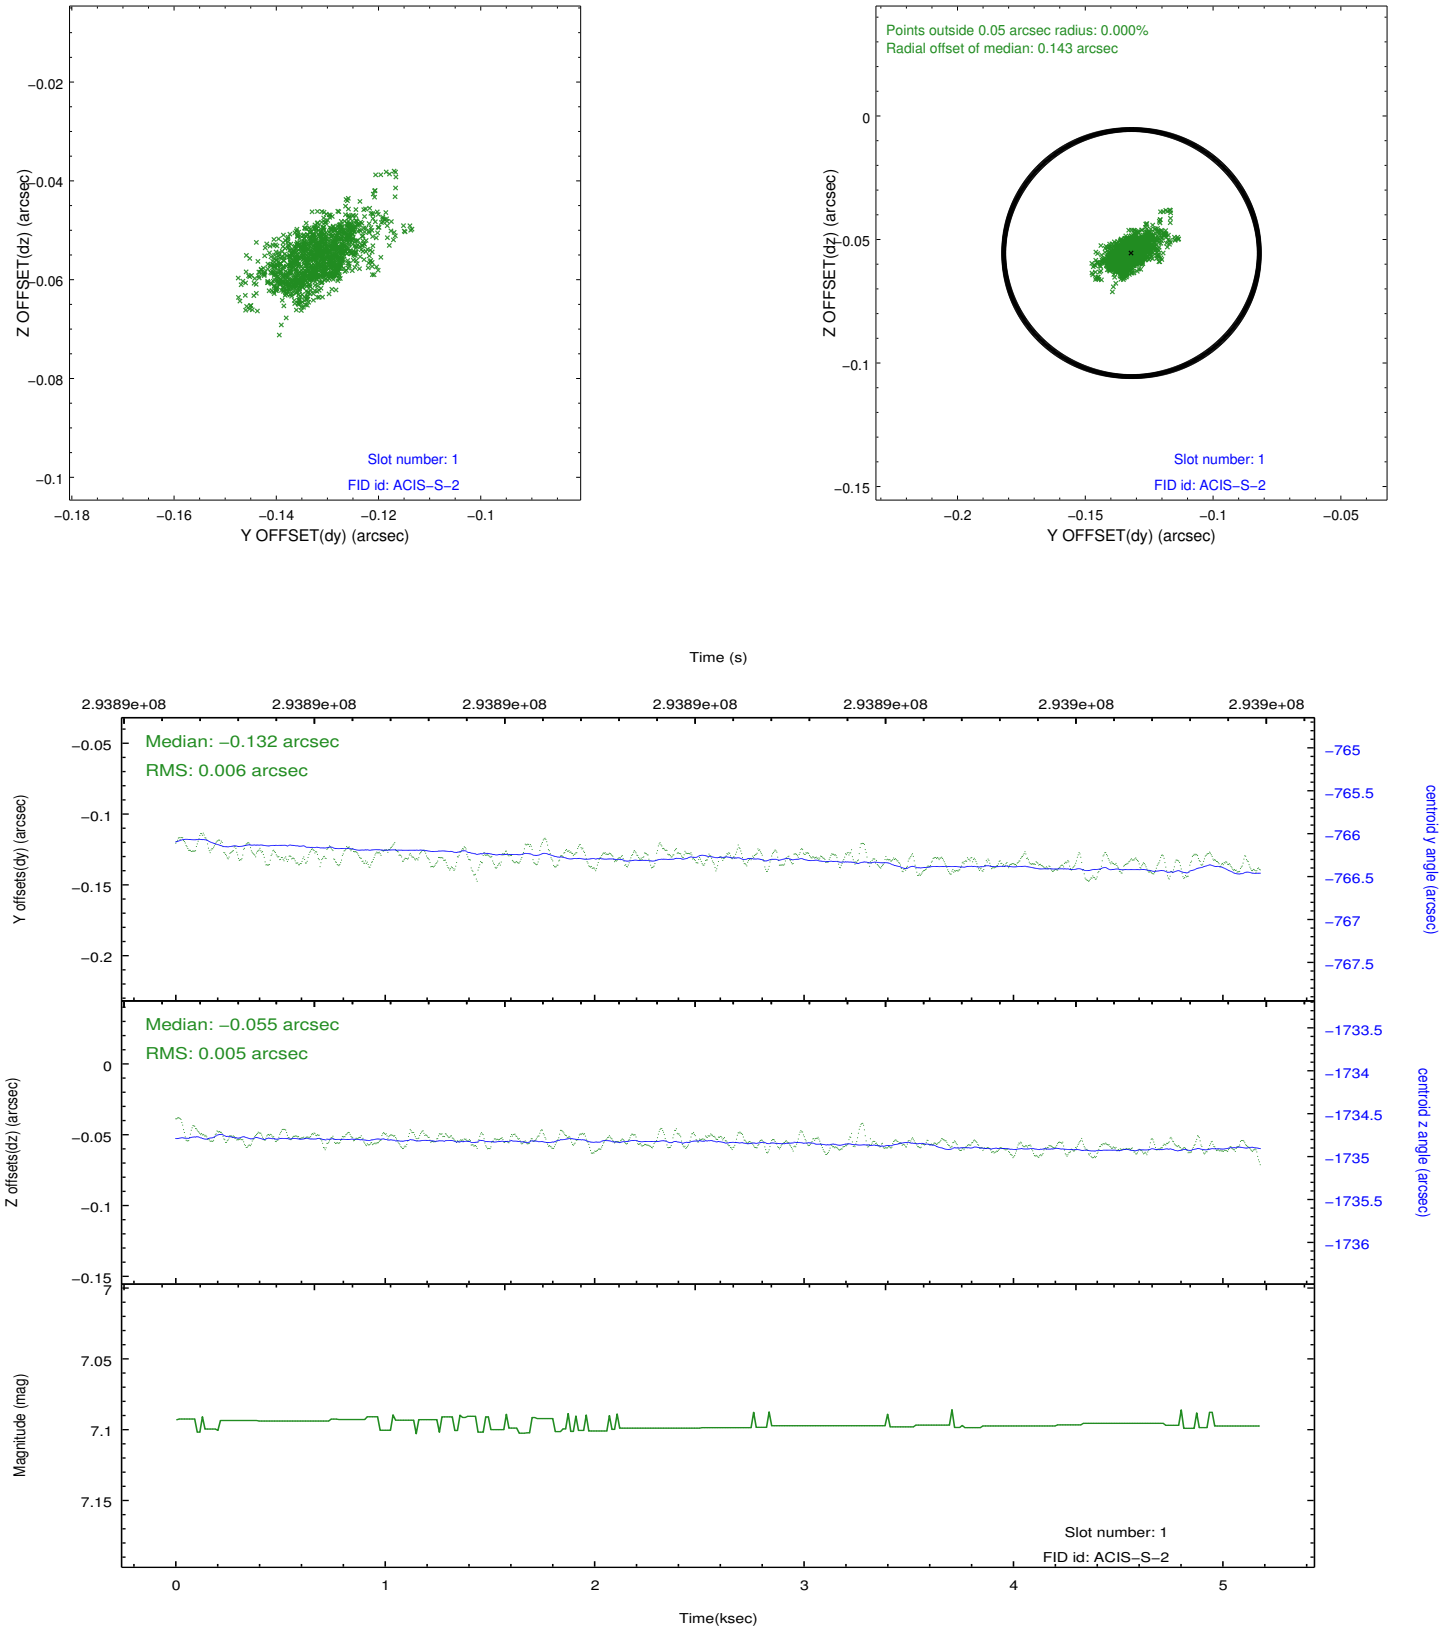 −0.02
−0.04
−0.06
−0.08
−0.1
Z OFFSET(dz) (arcsec)
Slot number: 1
FID id: ACIS−S−2
−0.18 −0.16 −0.14 −0.12 −0.1
Y OFFSET(dy) (arcsec)
Points outside 0.05 arcsec radius: 0.000%
Radial offset of median: 0.143 arcsec
0
−0.05
−0.1
−0.15
Z OFFSET(dz) (arcsec)
Slot number: 1
FID id: ACIS−S−2
−0.2 −0.15 −0.1 −0.05
Y OFFSET(dy) (arcsec)
Time (s)
2.9389e+08 2.9389e+08 2.9389e+08 2.9389e+08 2.9389e+08 2.939e+08 2.939e+08
Median: −0.132 arcsec
RMS: 0.006 arcsec
−0.05
−0.1
−0.15
−0.2
Y offsets(dy) (arcsec)
−765
−765.5
−766
−766.5
−767
−767.5
centroid y angle (arcsec)
Median: −0.055 arcsec
RMS: 0.005 arcsec
0
−0.05
−0.1
−0.15
Z offsets(dz) (arcsec)
−1733.5
−1734
−1734.5
−1735
−1735.5
−1736
centroid z angle (arcsec)
7
7.05
7.1
7.15
Magnitude (mag)
Slot number: 1
FID id: ACIS−S−2
0 1 2 3 4 5
Time(ksec)